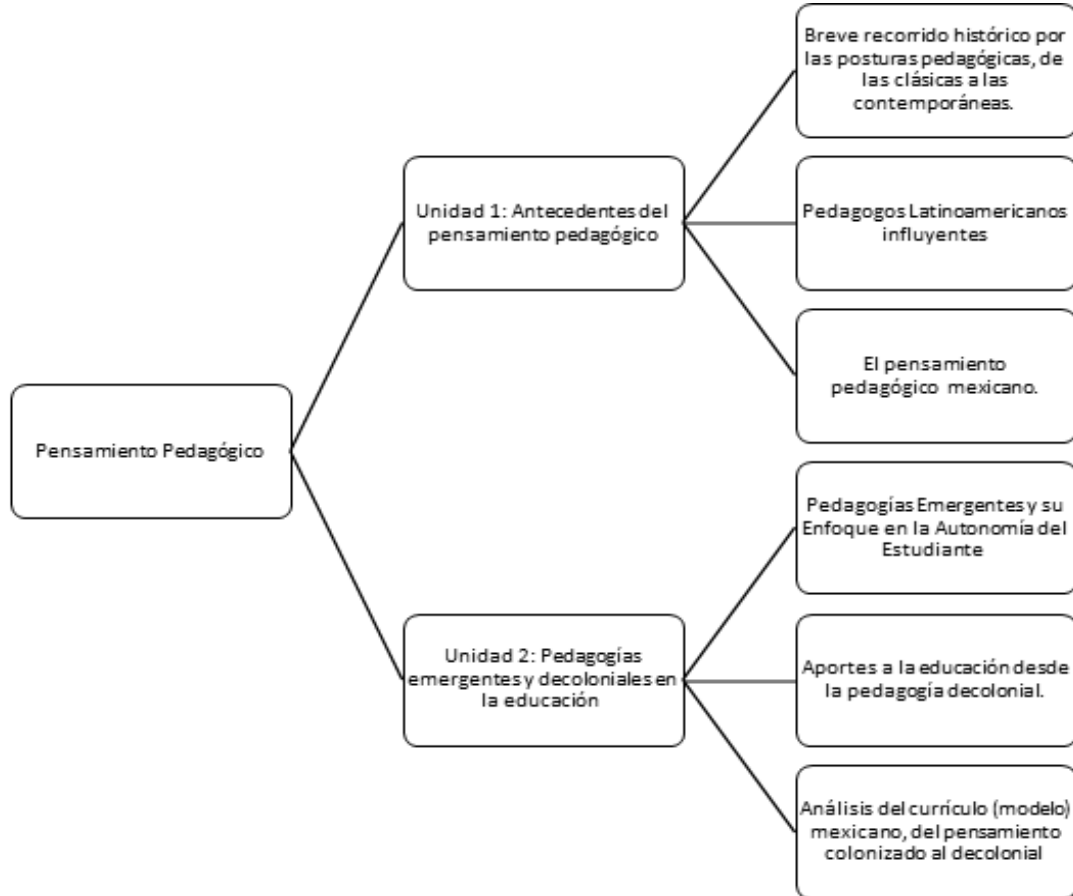 Pensamiento Pedagógico
Unidad 1: Antecedentes del
pensamiento pedagógico
Breve recorrido histórico por
las posturas pedagógicas, de
las clásicas a las
contemporáneas.
Pedagogos Latinoamericanos
influyentes
El pensamiento
pedagógico mexicano.
Unidad 2: Pedagogías
emergentes y decoloniales en
la educación
Pedagogías Emergentes y su
Enfoque en la Autonomía del
Estudiante
Aportes a la educación desde
la pedagogía decolonial.
Análisis del currículo (modelo)
mexicano, del pensamiento
colonizado al decolonial